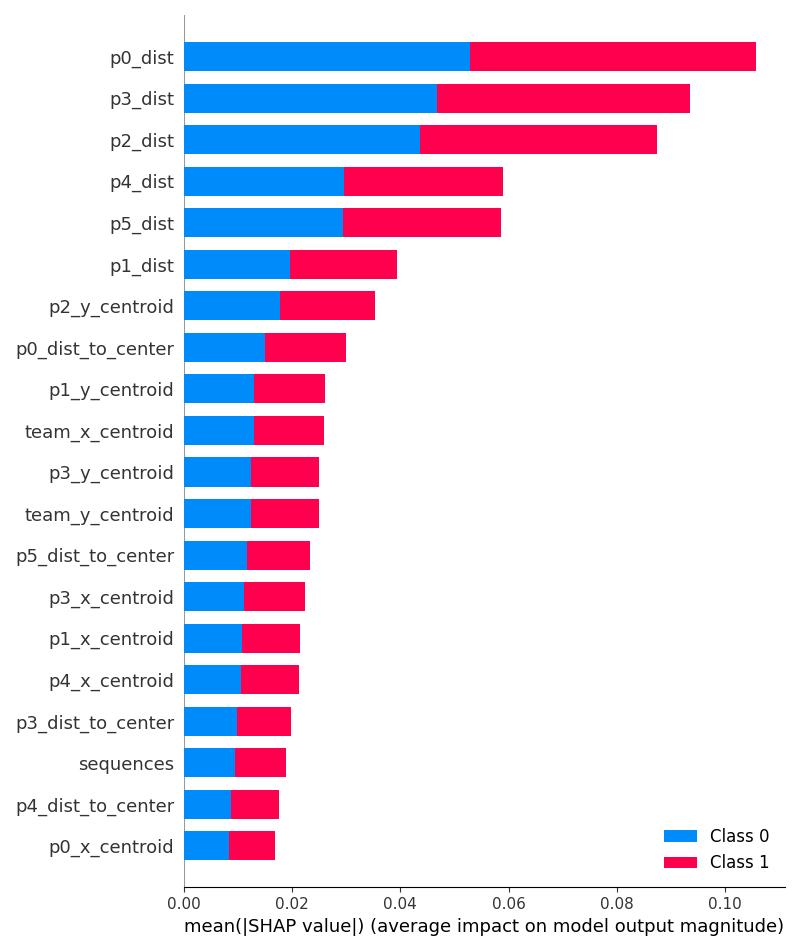 p0_dist
p3_dist
p2_dist
p4_dist
p5_dist
p1_dist
p2_y_centroid
p0_dist_to_center
p1_y_centroid
team_x_centroid
p3_y_centroid
team_y_centroid
p5_dist_to_center
p3_x_centroid
p1_x_centroid
p4_x_centroid
p3_dist_to_center
sequences
p4_dist_to_center
p0_x_centroid
Class 0
Class 1
0.00 0.02 0.04 0.06 0.08 0.10
mean(|SHAP value|) (average impact on model output magnitude)